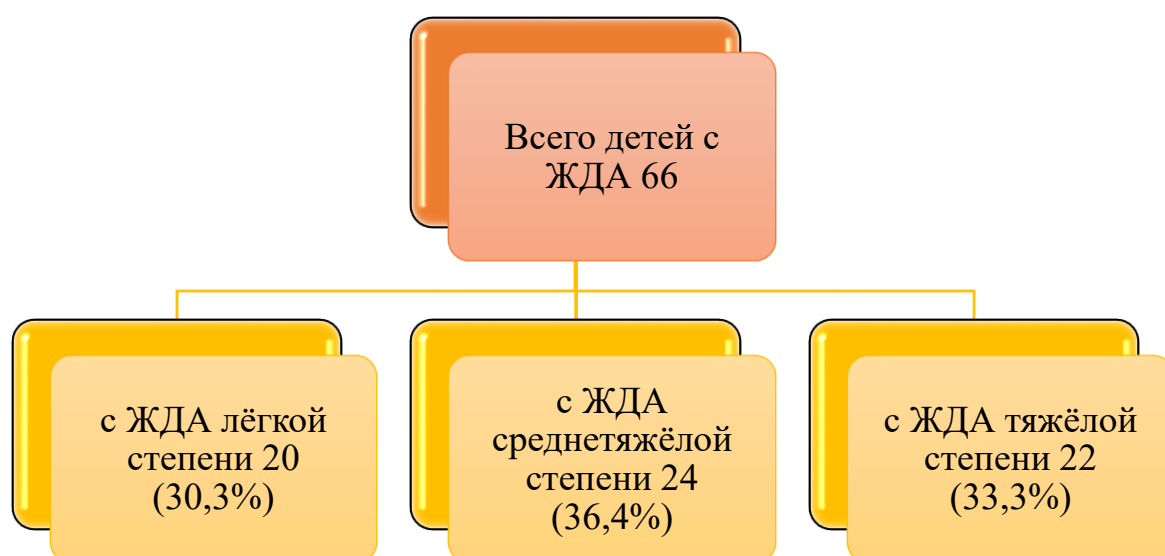 Всего детей с
ЖДА 66
с ЖДА лёгкой
степени 20
(30,3%)
с ЖДА
среднетяжёлой
степени 24
(36,4%)
с ЖДА тяжёлой
степени 22
(33,3%)